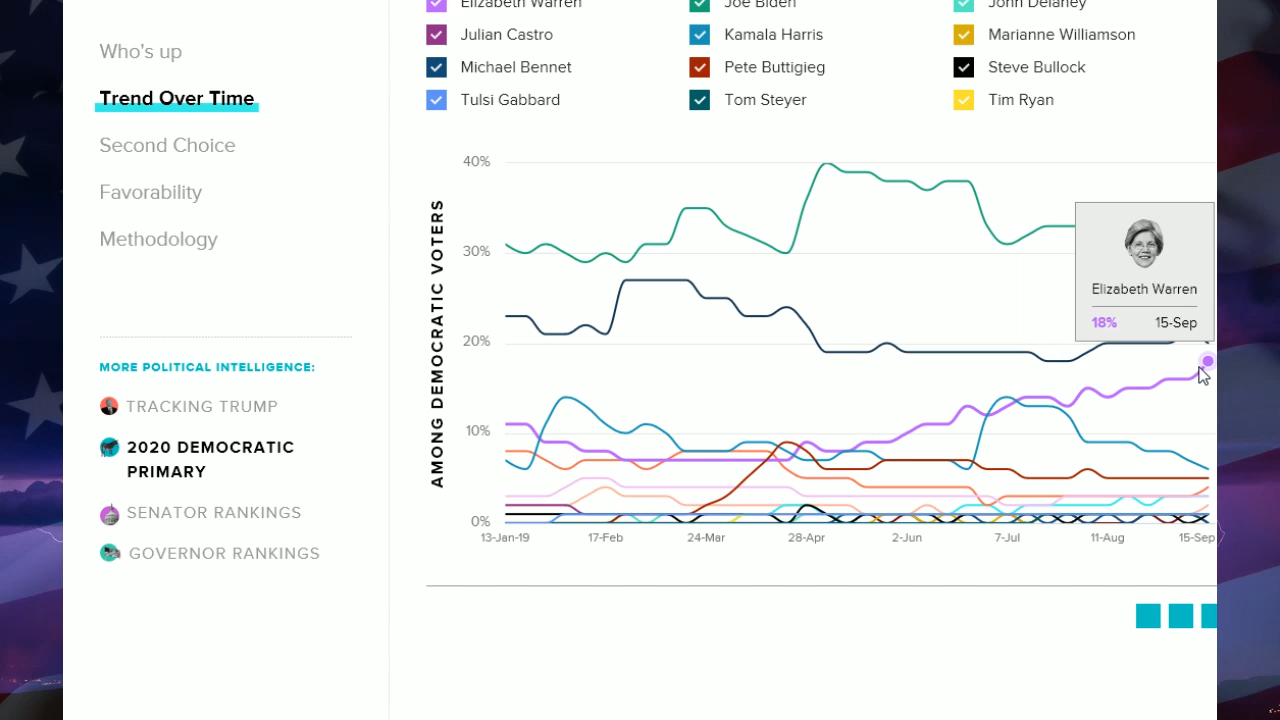 Elizabeth Warren
Joe Biden
John Delaney
Who's up
Julian Castro
Kamala Harris
Marianne Williamson
Michael Bennet
Pete Buttigieg
Steve Bullock
Trend Over Time
Tulsi Gabbard
Tom Steyer
Tim Ryan
Second Choice
Favorability
Methodology
MORE POLITICAL INTELLIGENCE:
TRACKING TRUMP
2020 DEMOCRATIC
PRIMARY
SENATOR RANKINGS
GOVERNOR RANKINGS
AMONG DEMOCRATIC VOTERS
40%
30%
20%
10%
0%
13-Jan-19
17-Feb
24-Mar
28-Apr
2-Jun
7-Jul
11-Aug
15-Sep
Elizabeth Warren
18% 15-Sep